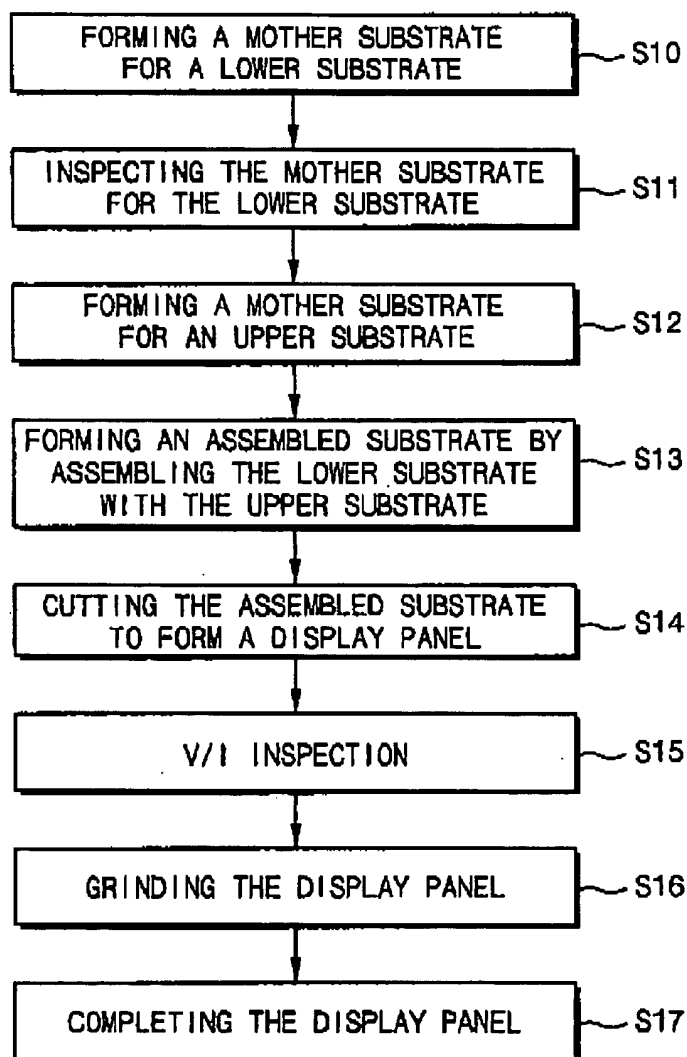 FORMING A MOTHER SUBSTRATE
FOR A LOWER SUBSTRATE
S10
INSPECTING THE MOTHER SUBSTRATE
FOR THE LOWER SUBSTRATE
S11
FORMING A MOTHER SUBSTRATE
FOR AN UPPER SUBSTRATE
S12
FORMING AN ASSEMBLED SUBSTRATE BY
ASSEMBLING THE LOWER SUBSTRATE
WITH THE UPPER SUBSTRATE
S13
CUTTING THE ASSEMBLED SUBSTRATE
TO FORM A DISPLAY PANEL
S14
V/I INSPECTION
S15
GRINDING THE DISPLAY PANEL
S16
COMPLETING THE DISPLAY PANEL
S17